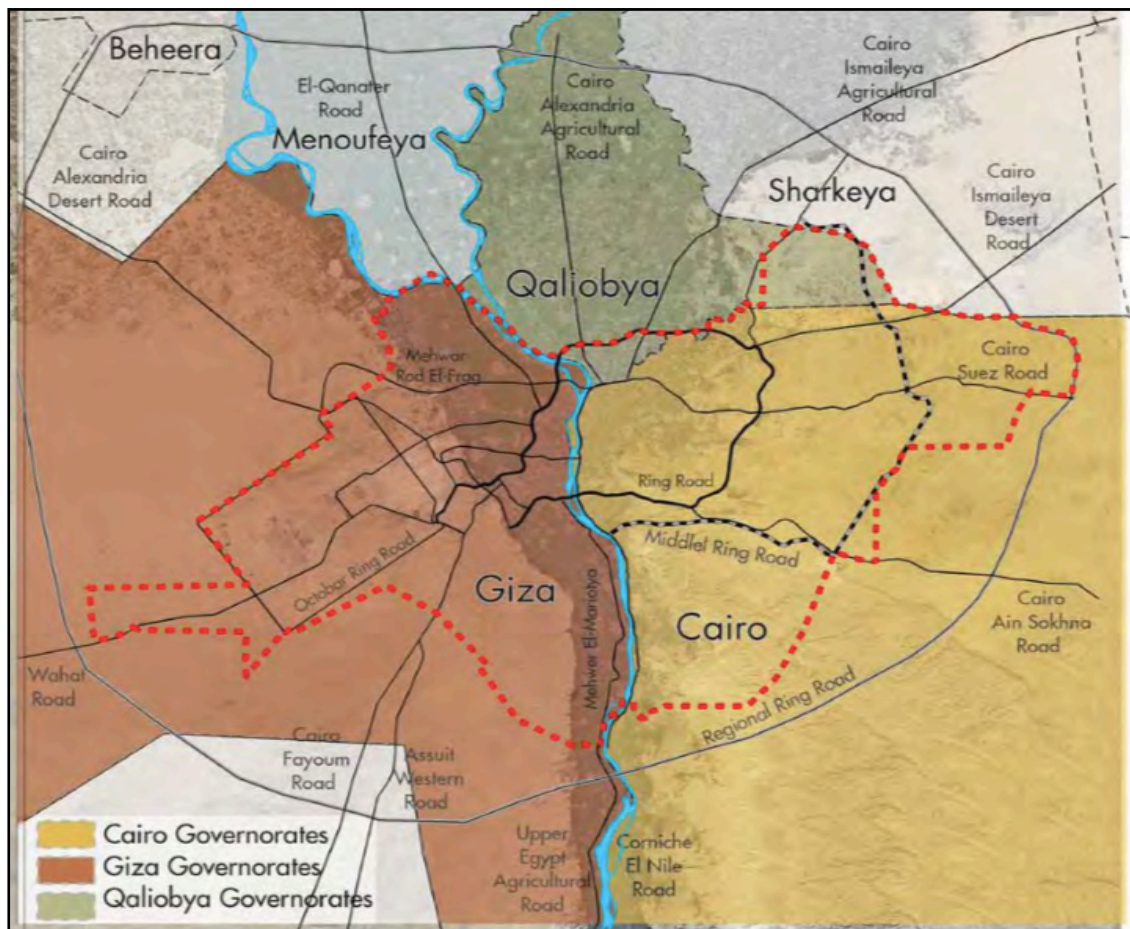 Beheera
El-Qanater
Road
Menoufeya
Cairo
Alexandria
Desert Road
Cairo
Alexandria
Agricultural
Road
Cairo
Ismaileya
Agricultural
Road
Sharkeya
Cairo
Ismaileya
Desert
Road
Qaliobya
Mehwar
Rod El-Frag
Cairo
Suez Road
Ring Road
Middlet Ring Road
Octobar Ring Road
Giza
Mehwer El-Mariotya
Cairo
Cairo
Ain Sokhna
Road
Regional Ring Road
Wahat
Road
Cairo
Fayoum
Road
Assuit
Western
Road
Upper
Egypt
Agricultural
Road
Corniche
El Nile
Road
Cairo Governorates
Giza Governorates
Qaliobya Governorates